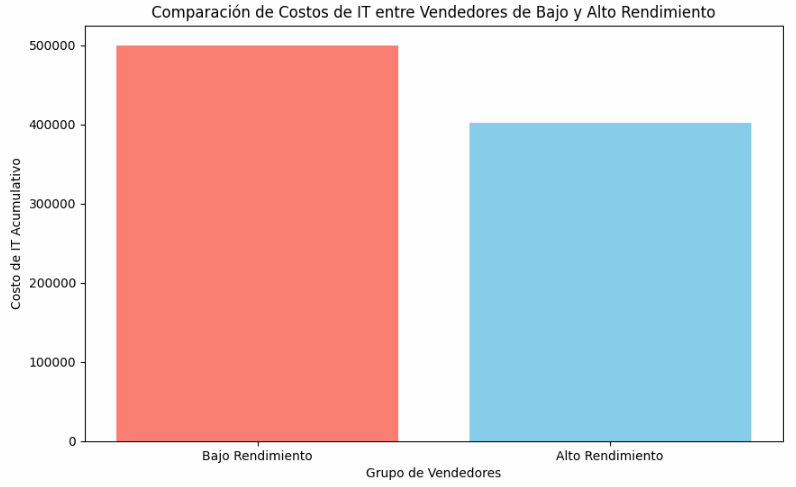 Comparación de Costos de IT entre Vendedores de Bajo y Alto Rendimiento
Costo de IT Acumulativo
500000
400000
300000
200000
100000
0
Bajo Rendimiento
Alto Rendimiento
Grupo de Vendedores